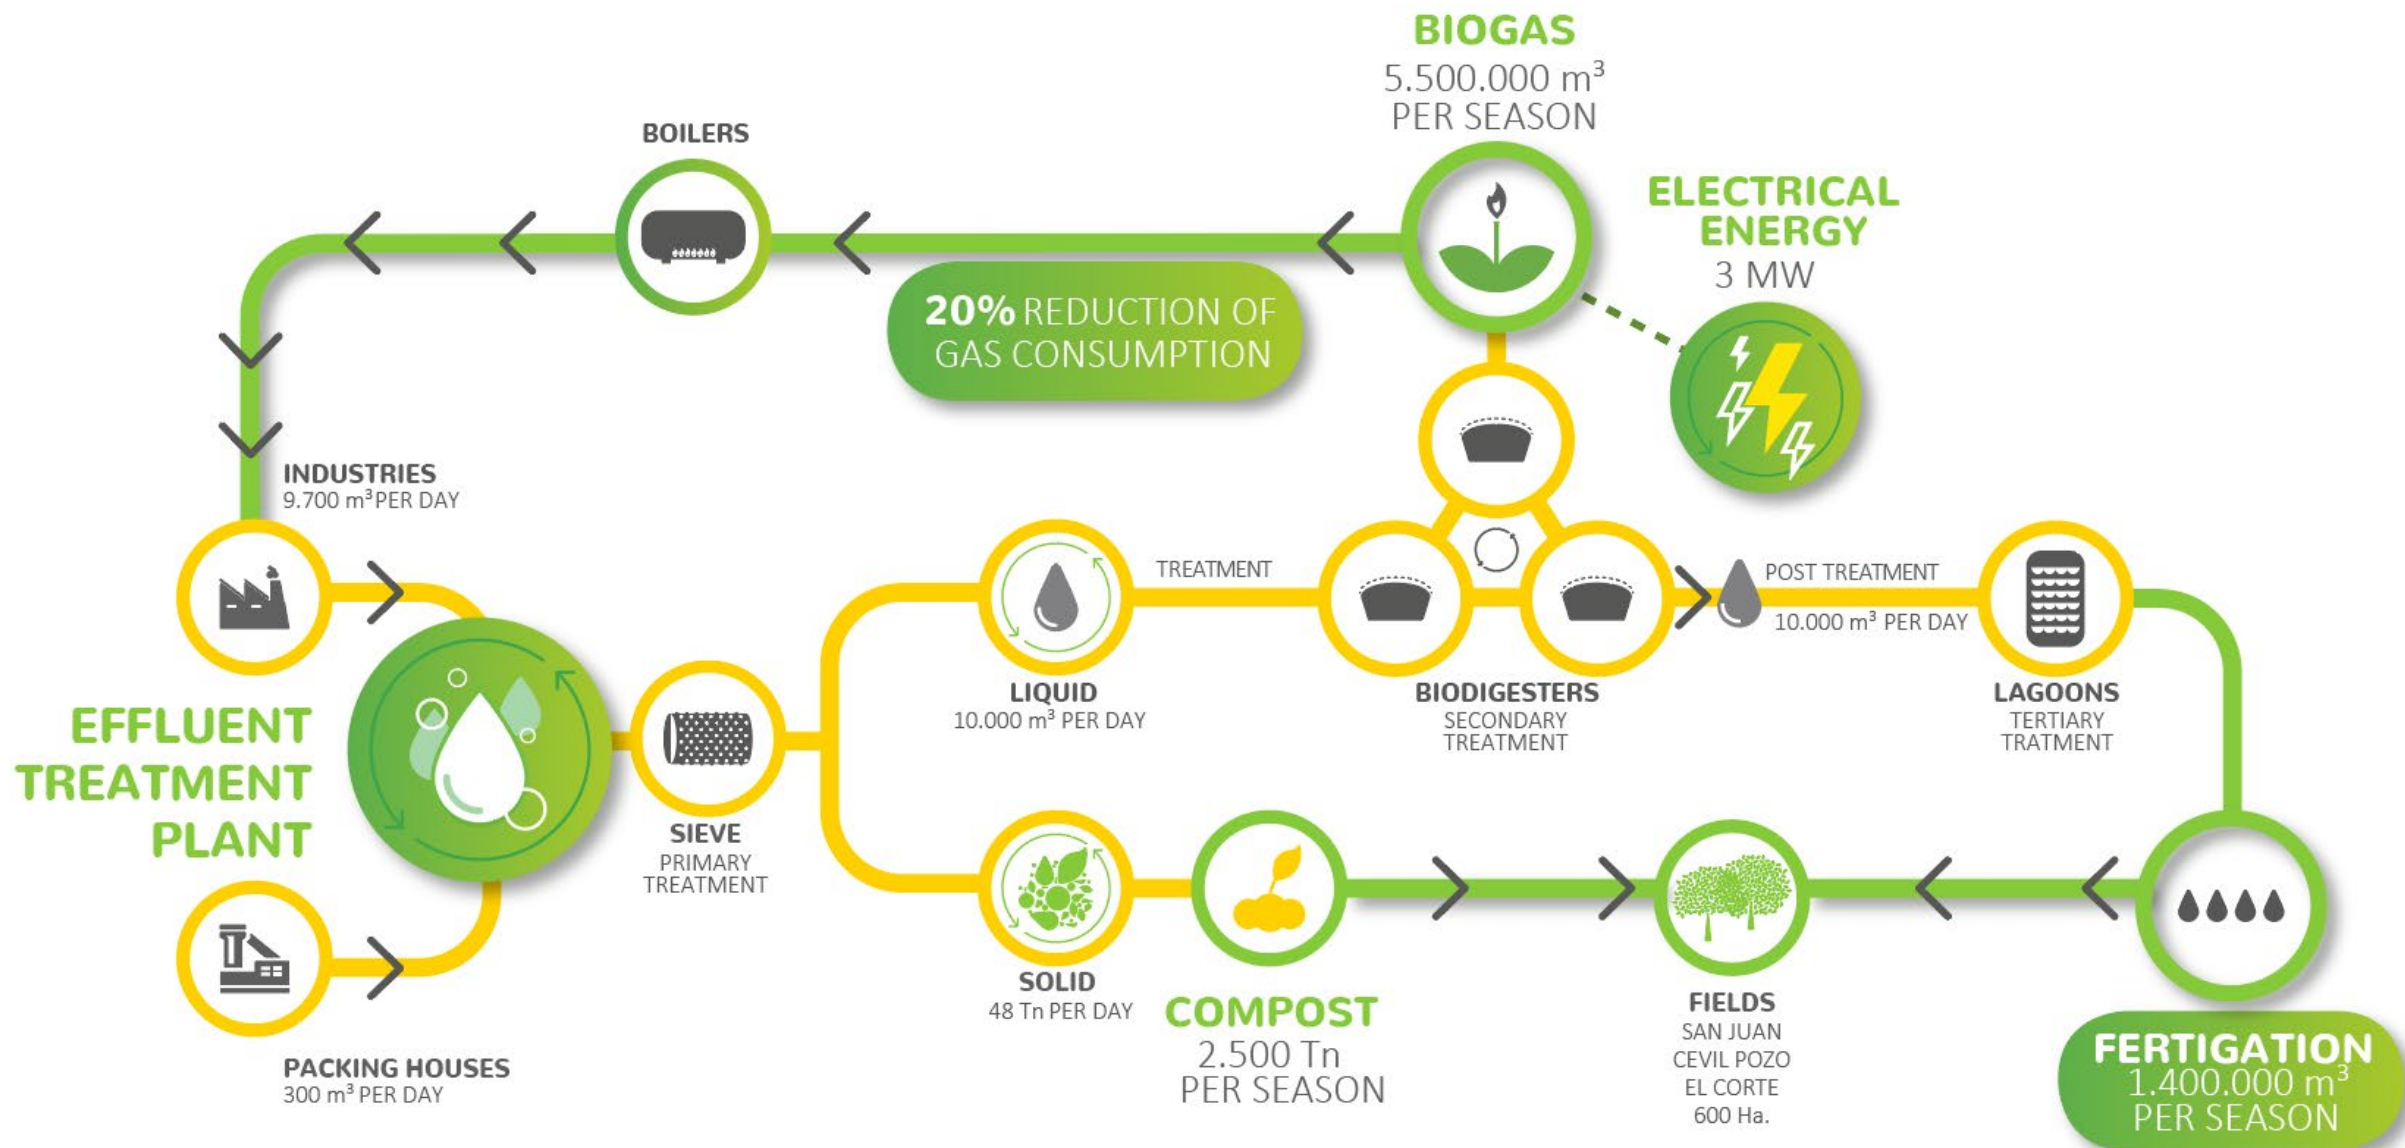 BIOGAS
5.500.000 m³
PER SEASON
BOILERS
ELECTRICAL
ENERGY
3 MW
20% REDUCTION OF
GAS CONSUMPTION
INDUSTRIES
9.700 m³ PER DAY
TREATMENT
POST TREATMENT
10.000 m³ PER DAY
LIQUID
10.000 m³ PER DAY
BIODIGESTERS
SECONDARY
TREATMENT
LAGOONS
TERTIARY
TRATMENT
EFFLUENT
TREATMENT
PLANT
SIEVE
PRIMARY
TREATMENT
SOLID
48 Tn PER DAY
COMPOST
2.500 Tn
PER SEASON
FIELDS
SAN JUAN
CEVIL POZO
EL CORTE
600 Ha.
FERTIGATION
1.400.000 m³
PER SEASON
PACKING HOUSES
300 m³ PER DAY